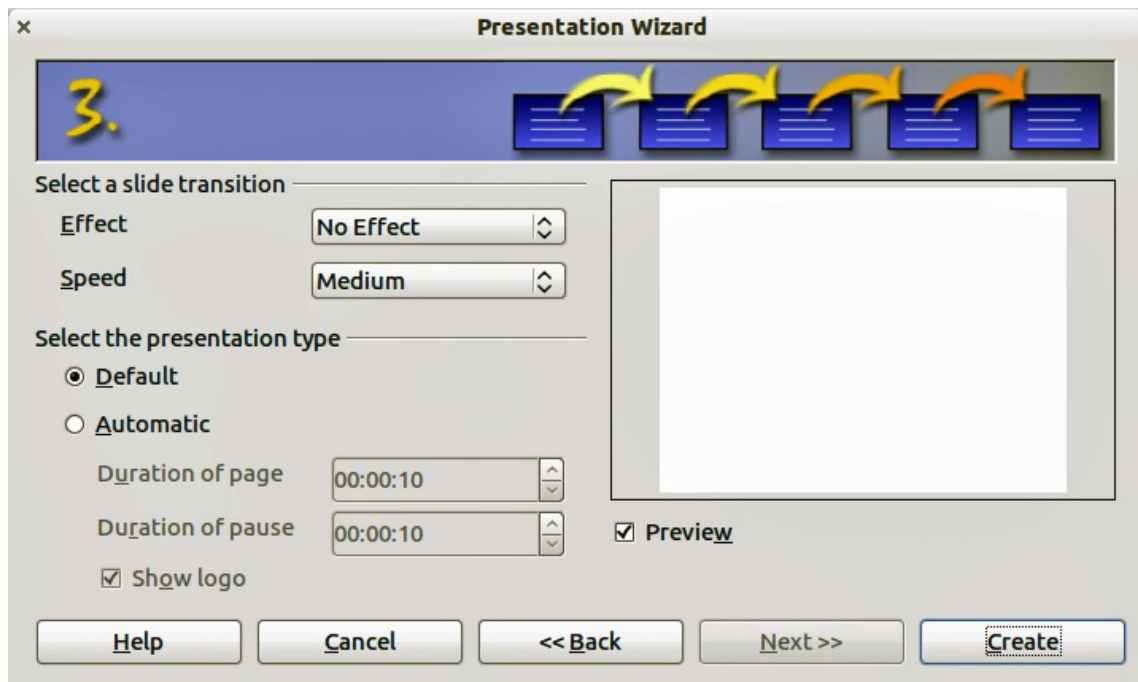 Presentation Wizard
3.
Select a slide transition
Effect No Effect
Speed Medium
Select the presentation type
Default
Automatic
Duration of page 00:00:10
Duration of pause 00:00:10
Show logo
Preview
Help Cancel << Back Next >> Create